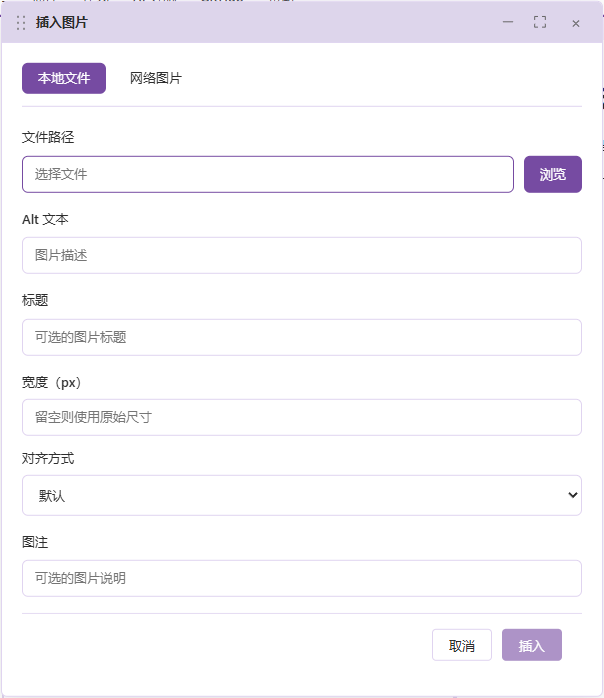 插入图片
本地文件
网络图片
文件路径
选择文件
浏览
Alt 文本
图片描述
标题
可选的图片标题
宽度（px）
留空则使用原始尺寸
对齐方式
默认
图注
可选的图片说明
取消
插入